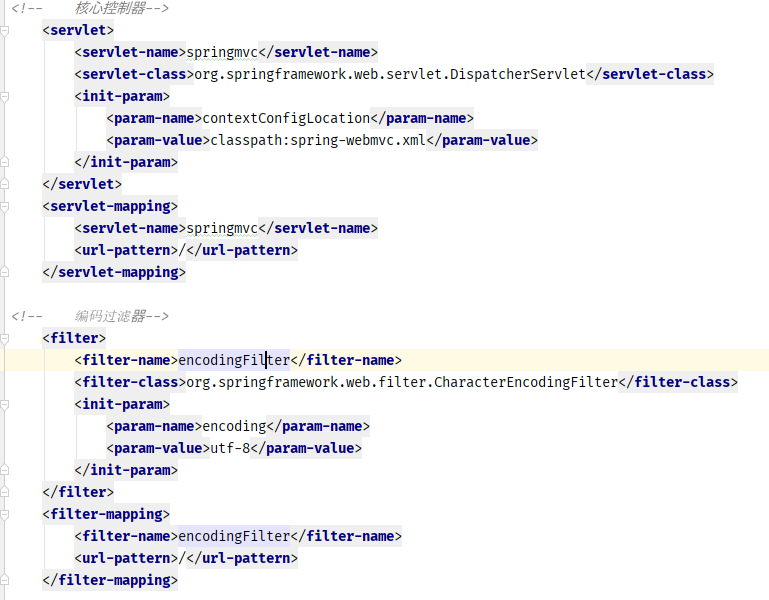 <!--    核心控制器-->
    <servlet>
        <servlet-name>springmvc</servlet-name>
        <servlet-class>org.springframework.web.servlet.DispatcherServlet</servlet-class>
        <init-param>
            <param-name>contextConfigLocation</param-name>
            <param-value>classpath:spring-webmvc.xml</param-value>
        </init-param>
    </servlet>
    <servlet-mapping>
        <servlet-name>springmvc</servlet-name>
        <url-pattern>/</url-pattern>
    </servlet-mapping>

<!--    编码过滤器-->
    <filter>
        <filter-name>encodingFilter</filter-name>
        <filter-class>org.springframework.web.filter.CharacterEncodingFilter</filter-class>
        <init-param>
            <param-name>encoding</param-name>
            <param-value>utf-8</param-value>
        </init-param>
    </filter>
    <filter-mapping>
        <filter-name>encodingFilter</filter-name>
        <url-pattern>/</url-pattern>
    </filter-mapping>